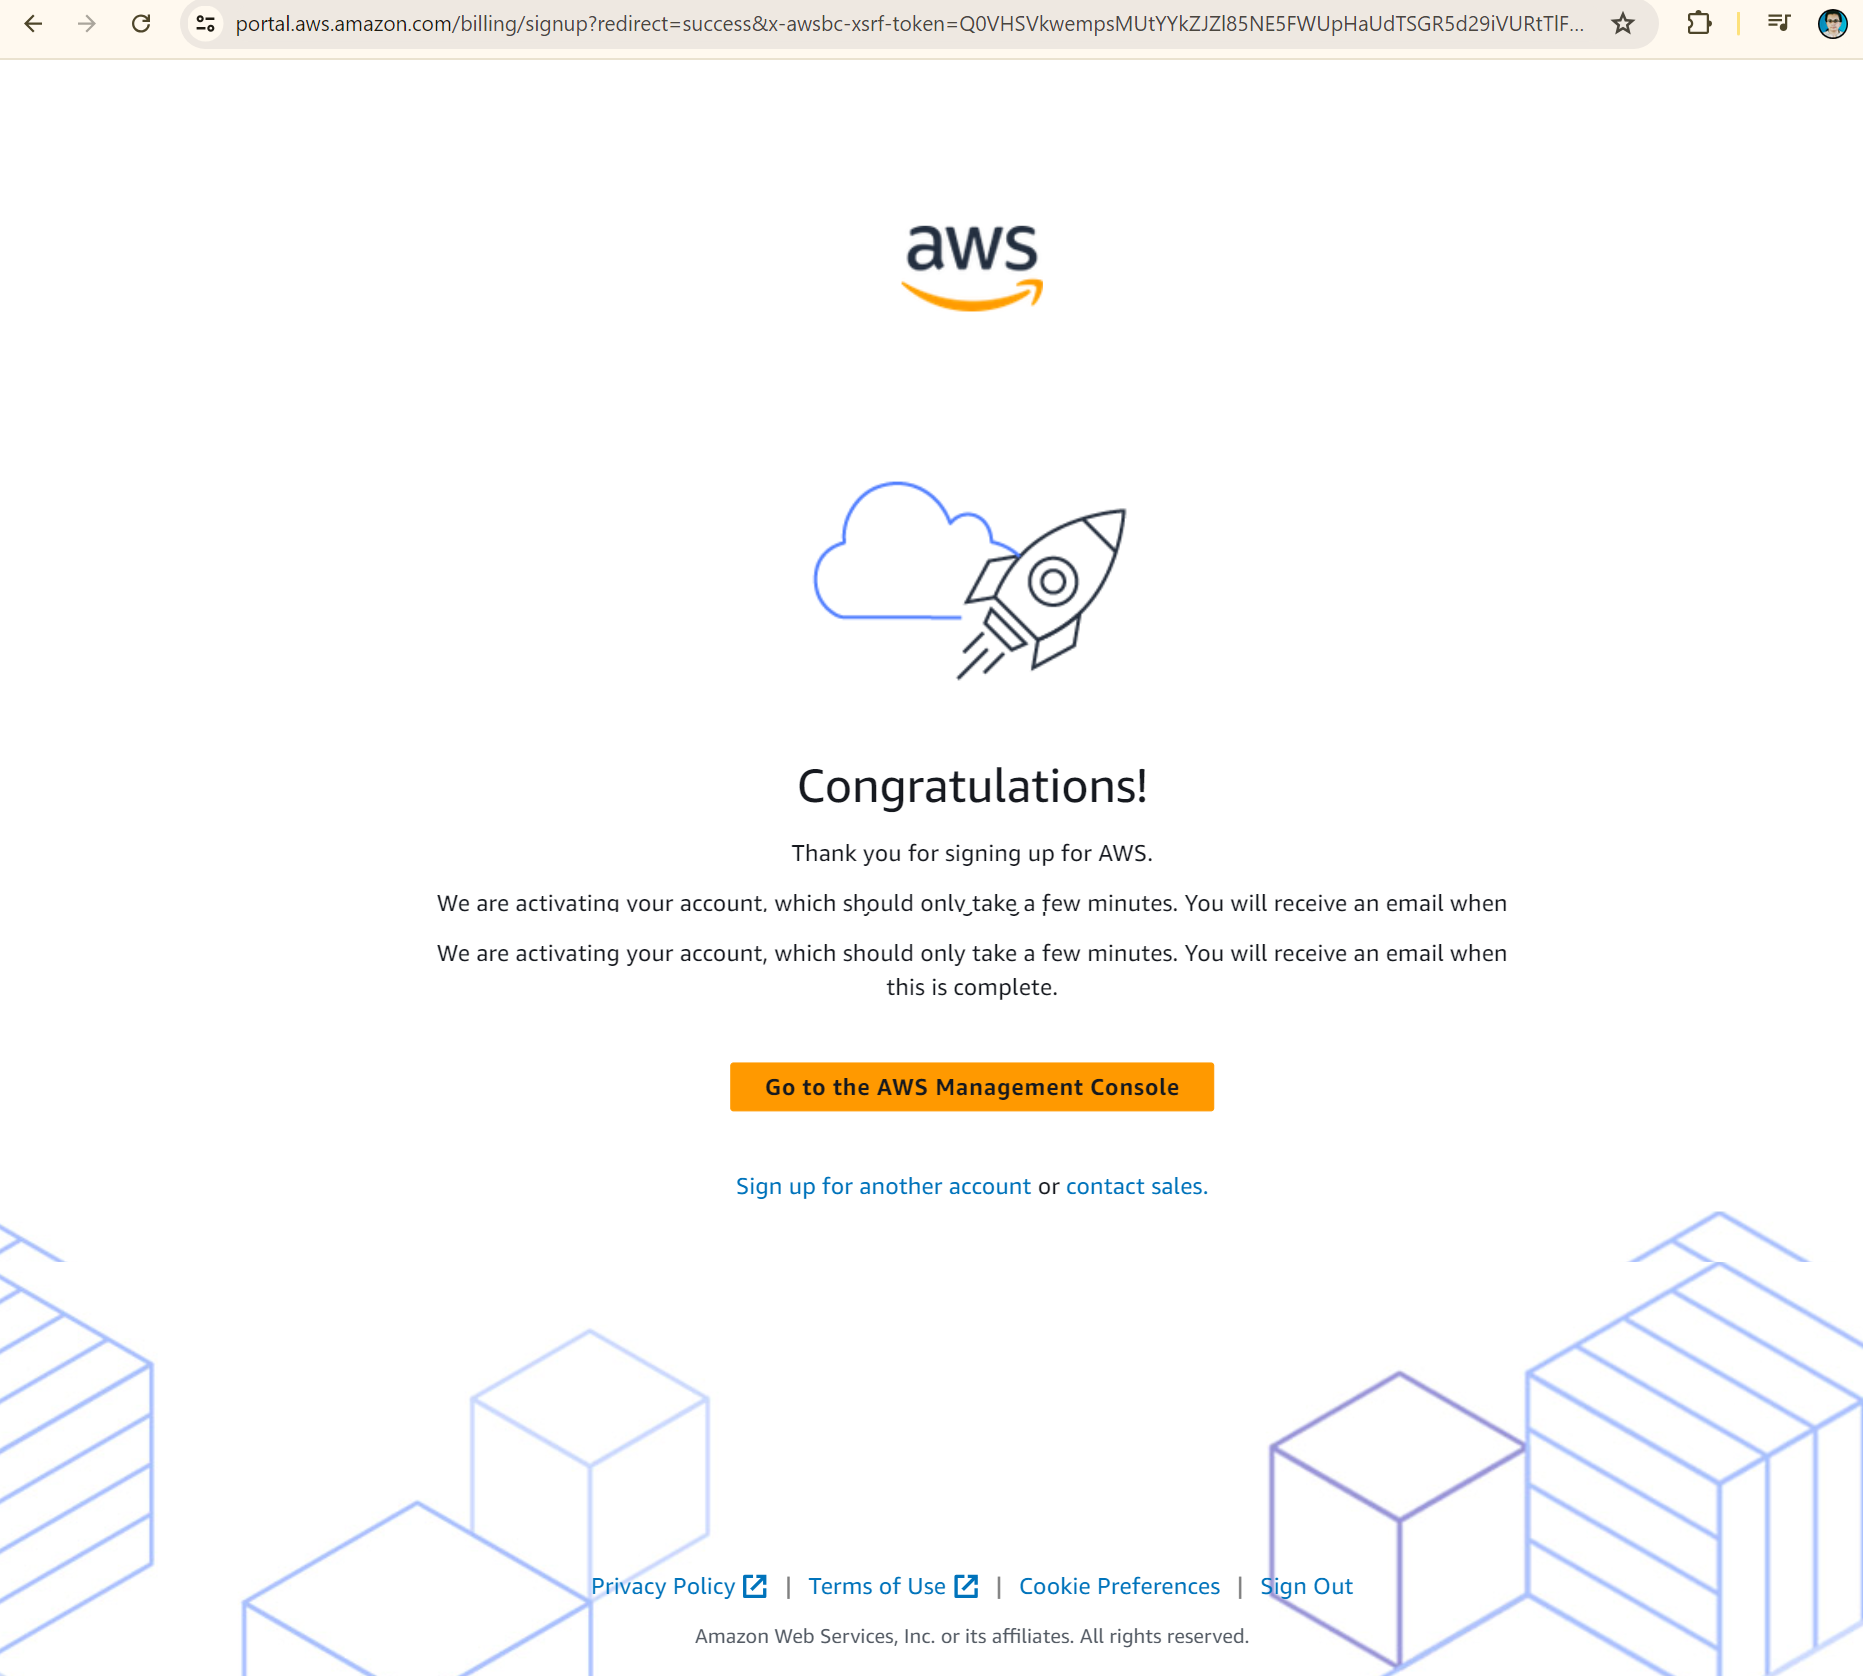 portal.aws.amazon.com/billing/signup?redirect=success&x-awsbc-xsrf-token=Q0VHSVkwempsMUtYYkZJZl85NE5FWUpHaUdTSGR5d29iVURtTlF...
aws
Congratulations!
Thank you for signing up for AWS.
We are activating your account, which should only take a few minutes. You will receive an email when
We are activating your account, which should only take a few minutes. You will receive an email when
this is complete.
Go to the AWS Management Console
Sign up for another account or contact sales.
Privacy Policy | Terms of Use | Cookie Preferences | Sign Out
Amazon Web Services, Inc. or its affiliates. All rights reserved.